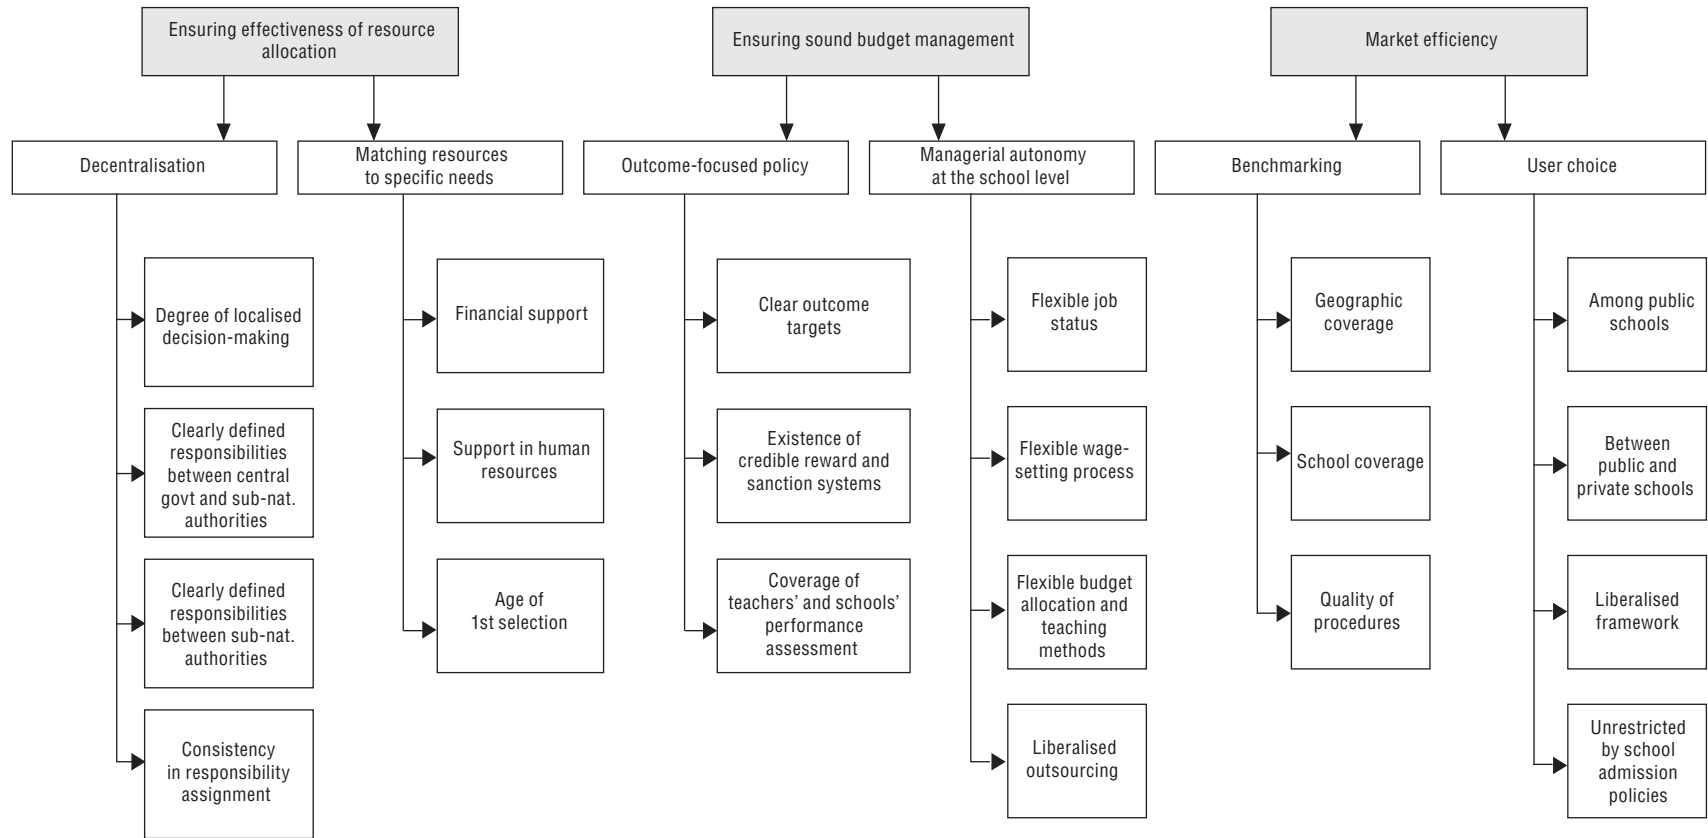 Ensuring effectiveness of resource
allocation
Ensuring sound budget management
Market efficiency
Decentralisation
Matching resources
to specific needs
Outcome-focused policy
Managerial autonomy
at the school level
Benchmarking
User choice
Degree of localised
decision-making
Clearly defined
responsibilities
between central
govt and sub-nat.
authorities
Clearly defined
responsibilities
between sub-nat.
authorities
Consistency
in responsibility
assignment
Financial support
Support in human
resources
Age of
1st selection
Clear outcome
targets
Existence of
credible reward and
sanction systems
Coverage of
teachers’ and schools’
performance
assessment
Flexible job
status
Flexible wage-
setting process
Flexible budget
allocation and
teaching
methods
Liberalised
outsourcing
Geographic
coverage
School coverage
Quality of
procedures
Among public
schools
Between
public and
private schools
Liberalised
framework
Unrestricted
by school
admission
policies